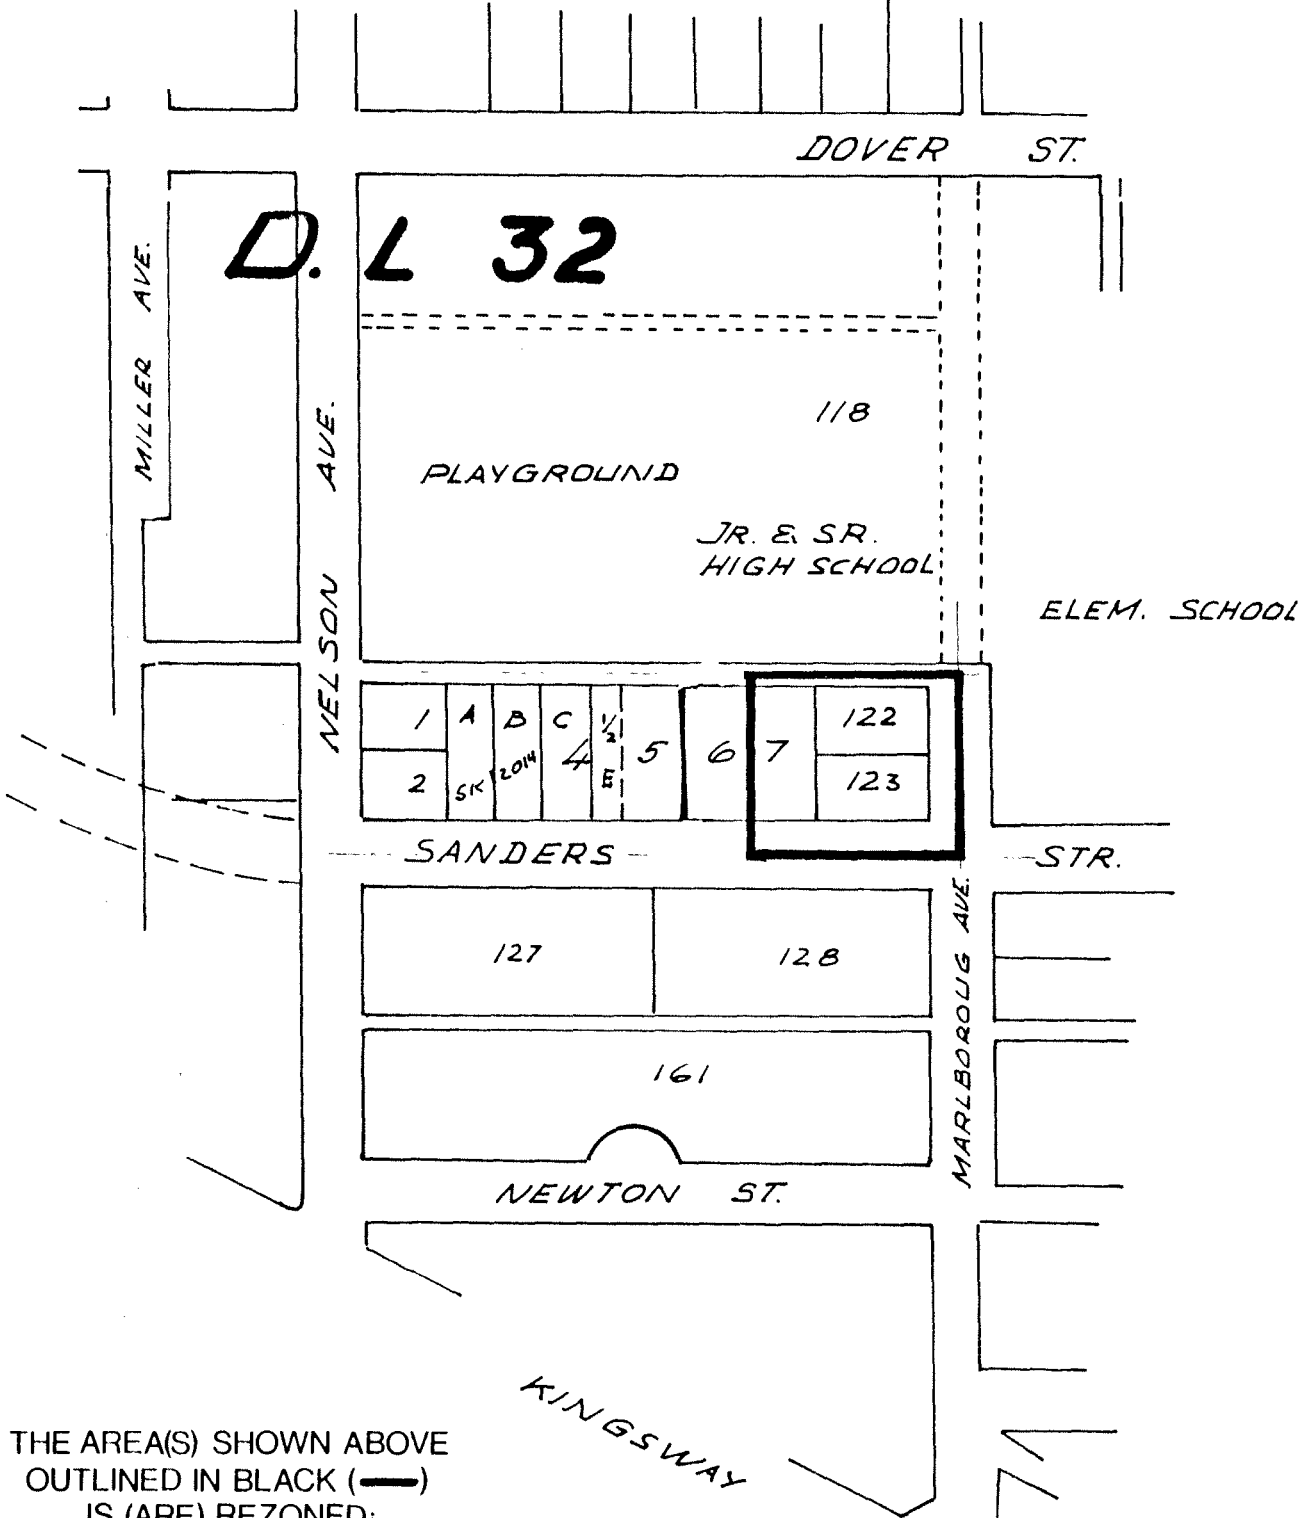 DOVER ST.
D. L 32
MILLER AVE.
NELSON AVE.
118
PLAYGROUND
JR. & SR.
HIGH SCHOOL
ELEM. SCHOOL
1 A B C 1/2 122
4 5 6 7
2 SK 2014 E 123
SANDERS STR.
127 128
MARLBOROUG AVE.
161
NEWTON ST.
KINGSWAY
THE AREA(S) SHOWN ABOVE
OUTLINED IN BLACK (—)
IS (ARE) REZONED: